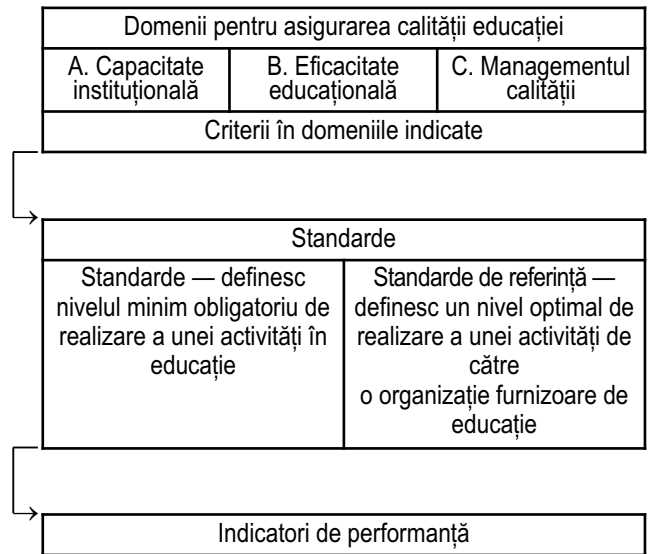 Domenii pentru asigurarea calității educației
A. Capacitate
instituțională
B. Eficacitate
educațională
C. Managementul
calității
Criterii în domeniile indicate
Standarde
Standarde — definesc
nivelul minim obligatoriu de
realizare a unei activități în
educație
Standarde de referință —
definesc un nivel optimal de
realizare a unei activități de
către
o organizație furnizoare de
educație
Indicatori de performanță